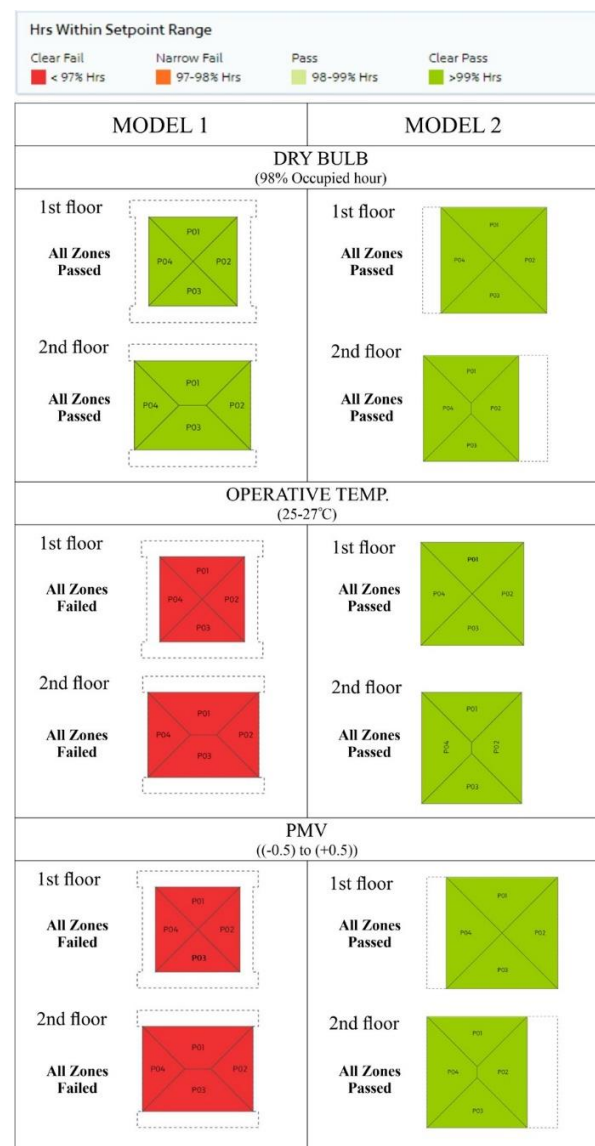 Hrs Within Setpoint Range
Clear Fail Narrow Fail Pass Clear Pass
< 97% Hrs 97-98% Hrs 98-99% Hrs >99% Hrs
MODEL 1 MODEL 2
DRY BULB
(98% Occupied hour)
1st floor
All Zones
Passed
P01
P04 P02
P03
1st floor
All Zones
Passed
P01
P04 P02
P03
2nd floor
All Zones
Passed
P01
P04 P02
P03
2nd floor
All Zones
Passed
P01
P04 P02
P03
OPERATIVE TEMP.
(25-27℃)
1st floor
All Zones
Failed
P01
P04 P02
P03
1st floor
All Zones
Passed
P01
P04 P02
P03
2nd floor
All Zones
Failed
P01
P04 P02
P03
2nd floor
All Zones
Passed
P01
P04 P02
P03
PMV
((-0.5) to (+0.5))
1st floor
All Zones
Failed
P01
P04 P02
P03
1st floor
All Zones
Passed
P01
P04 P02
P03
2nd floor
All Zones
Failed
P01
P04 P02
P03
2nd floor
All Zones
Passed
P01
P04 P02
P03